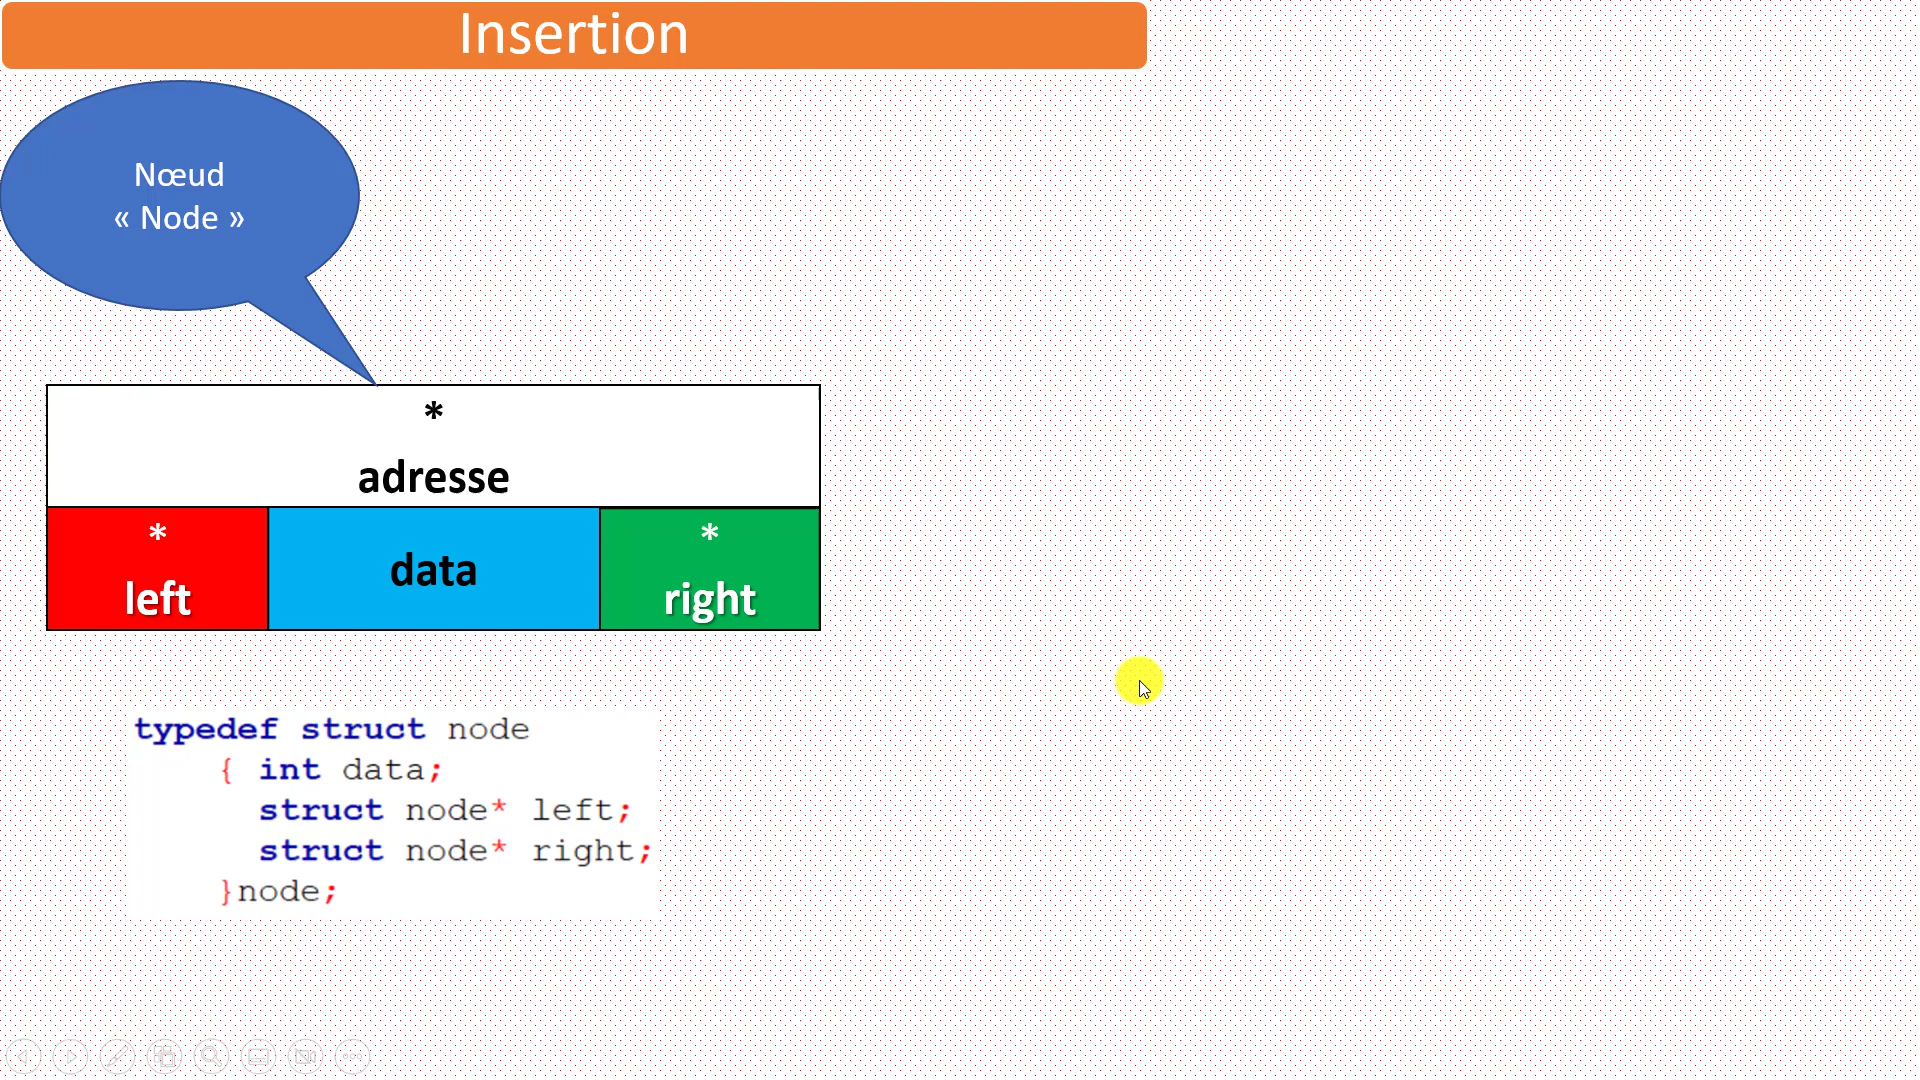 Insertion
Nœud
« Node »
*
adresse
*
left
data
*
right
typedef struct node
{ int data;
struct node* left;
struct node* right;
}node;